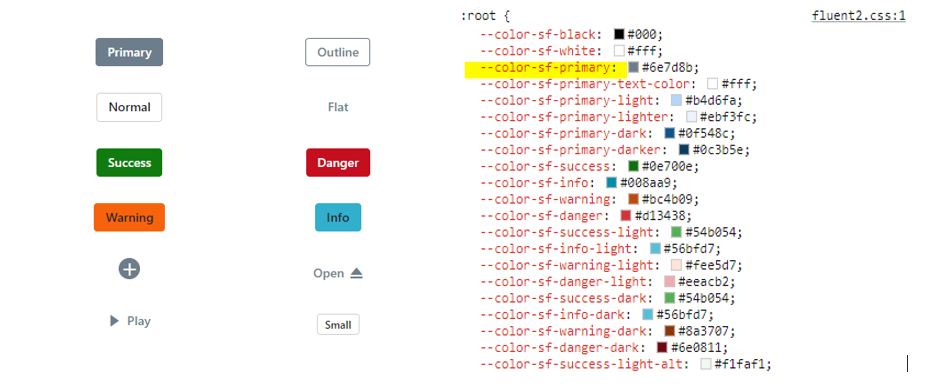 Primary
Outline
Normal
Flat
Success
Danger
Warning
Info
Open
Play
Small
:root {
fluent2.css:1
--color-sf-black: #000;
--color-sf-white: #fff;
--color-sf-primary: #6e7d8b;
--color-sf-primary-text-color: #fff;
--color-sf-primary-light: #b4d6fa;
--color-sf-primary-lighter: #ebf3fc;
--color-sf-primary-dark: #0f548c;
--color-sf-primary-darker: #0c3b5e;
--color-sf-success: #0e700e;
--color-sf-info: #008aa9;
--color-sf-warning: #bc4b09;
--color-sf-danger: #d13438;
--color-sf-success-light: #54b054;
--color-sf-info-light: #56bfd7;
--color-sf-warning-light: #fee5d7;
--color-sf-danger-light: #eeacb2;
--color-sf-success-dark: #54b054;
--color-sf-info-dark: #56bfd7;
--color-sf-warning-dark: #8a3707;
--color-sf-danger-dark: #6e0811;
--color-sf-success-light-alt: #f1faf1;